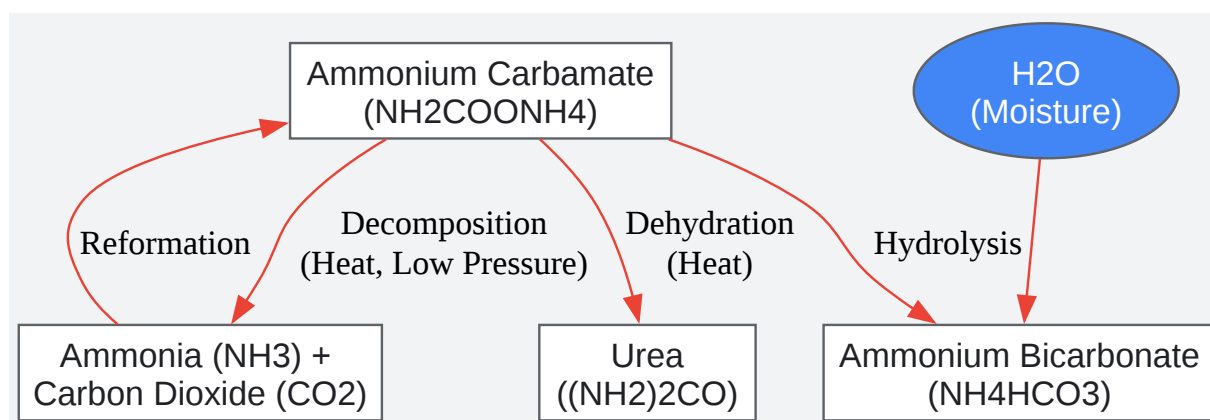 Ammonium Carbamate
(NH2COONH4)
H2O
(Moisture)
Reformation
Decomposition
(Heat, Low Pressure)
Dehydration
(Heat)
Hydrolysis
Ammonia (NH3) +
Carbon Dioxide (CO2)
Urea
((NH2)2CO)
Ammonium Bicarbonate
(NH4HCO3)